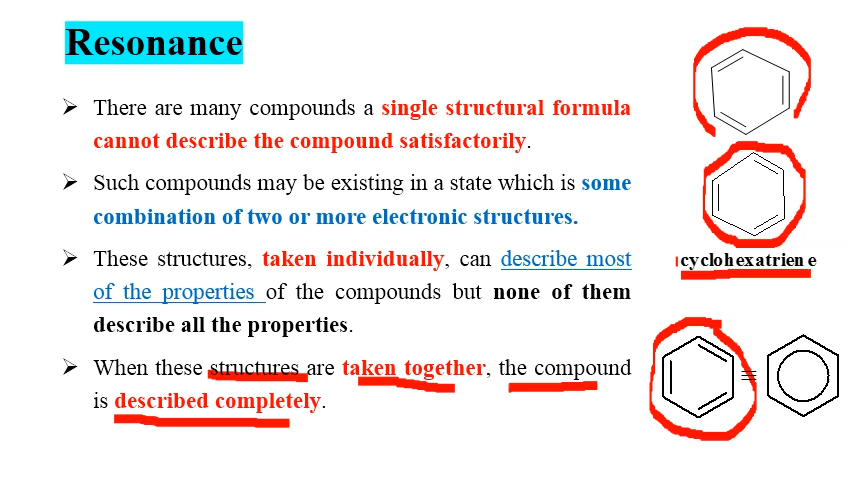 Resonance
➢ There are many compounds a single structural formula
cannot describe the compound satisfactorily.
➢ Such compounds may be existing in a state which is some
combination of two or more electronic structures.
➢ These structures, taken individually, can describe most
of the properties of the compounds but none of them
describe all the properties.
➢ When these structures are taken together, the compound
is described completely.
cyclohexatriene
≡